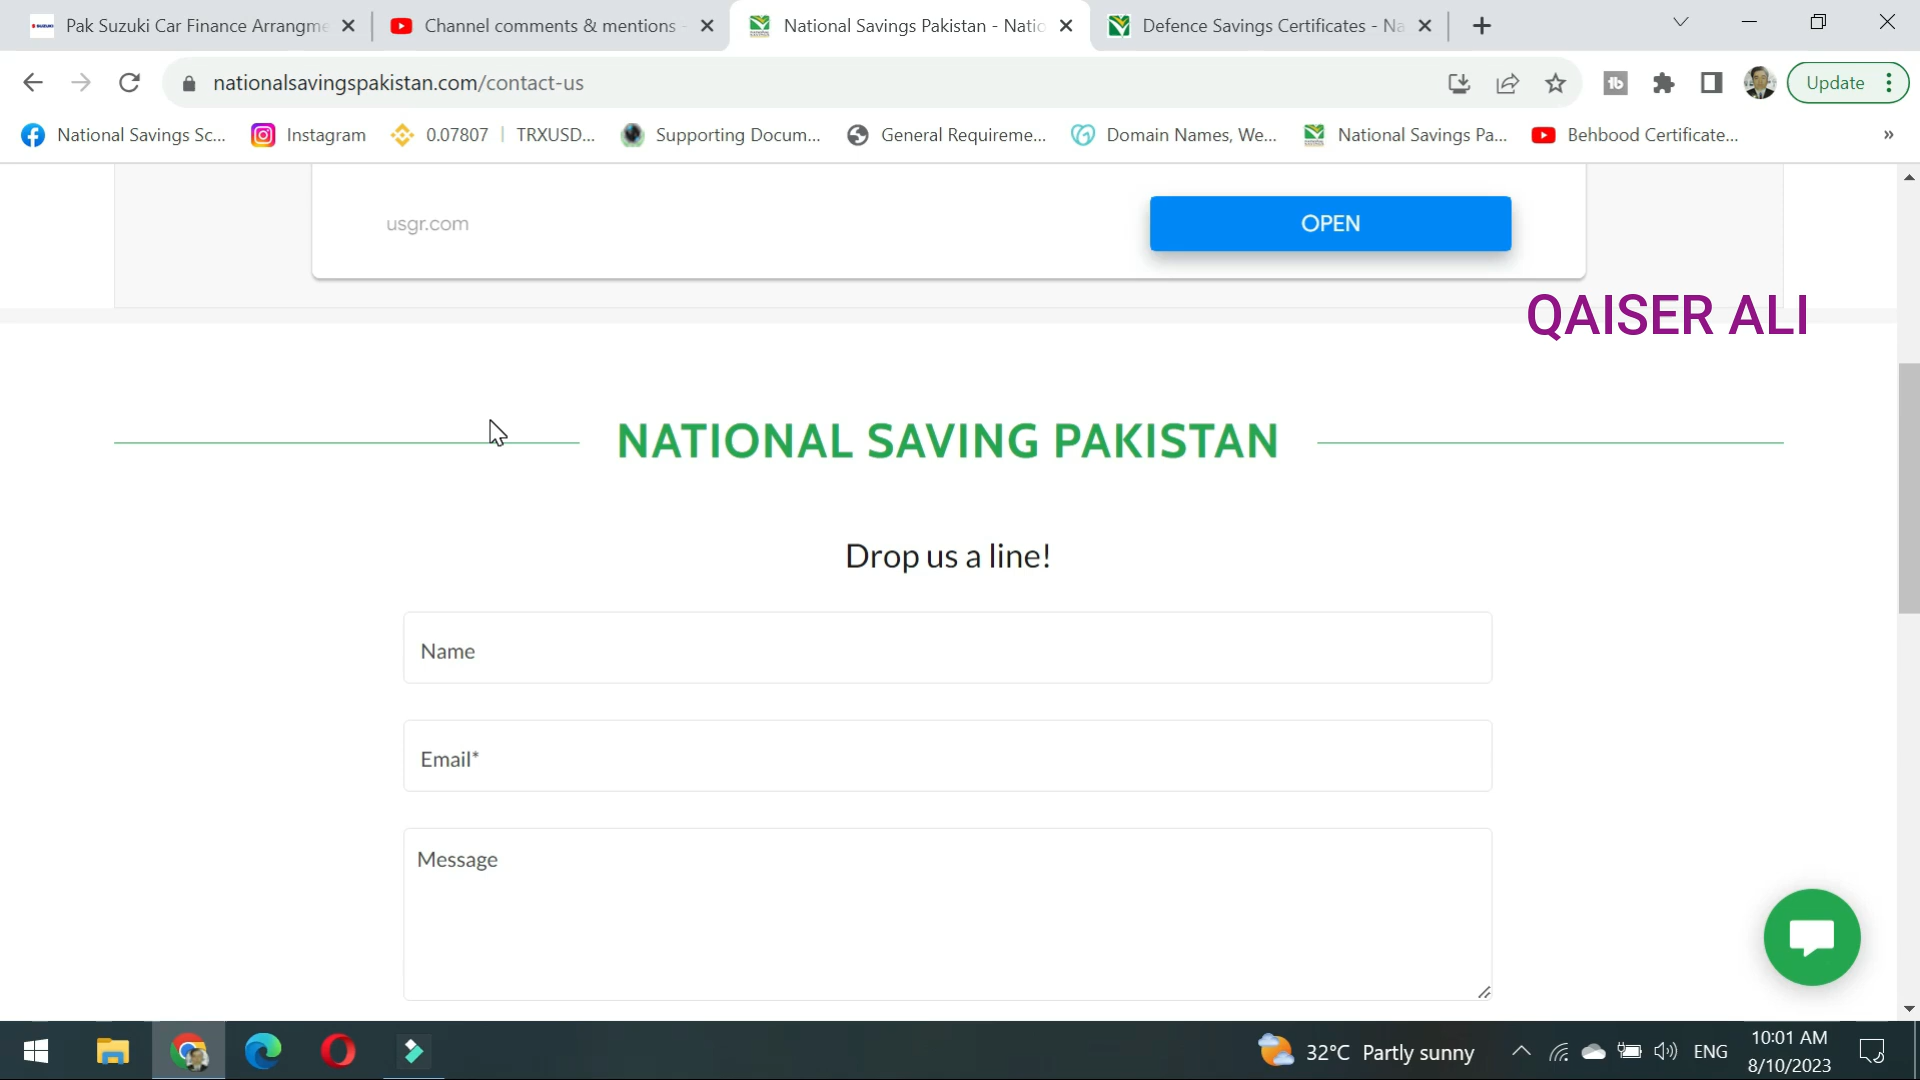 Pak Suzuki Car Finance Arrangme
Channel comments & mentions -
National Savings Pakistan - Natio
Defence Savings Certificates - Na
nationalsavingspakistan.com/contact-us
Update
National Savings Sc...
Instagram
0.07807 | TRXUSD...
Supporting Docum...
General Requireme...
Domain Names, We...
National Savings Pa...
Behbood Certificate...
»
usgr.com
OPEN
QAISER ALI
NATIONAL SAVING PAKISTAN
Drop us a line!
Name
Email*
Message
32°C Partly sunny
ENG
10:01 AM
8/10/2023